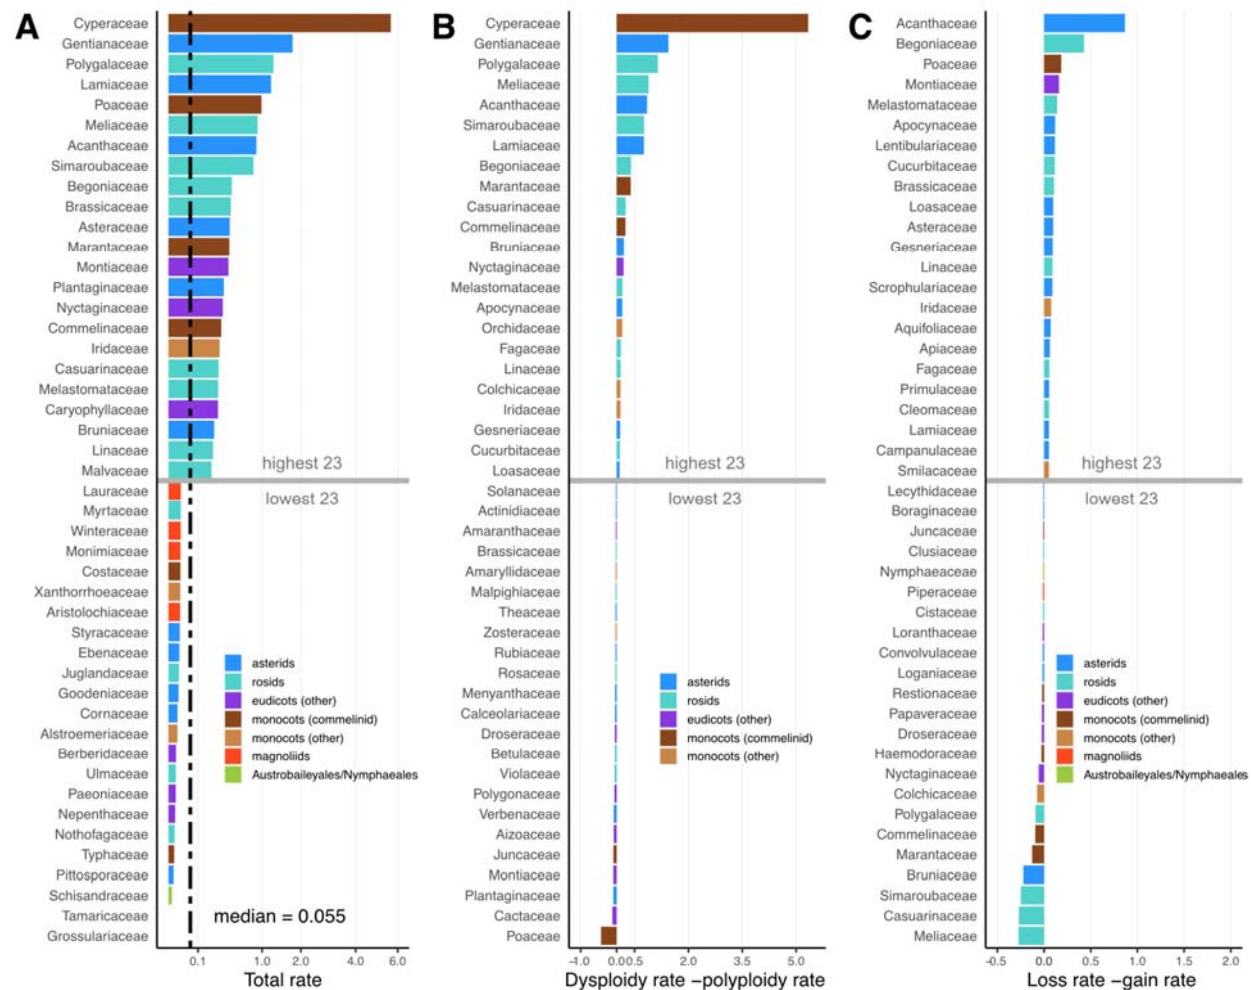 A
Cyperaceae
Gentianaceae
Polygalaceae
Lamiaceae
Poaceae
Meliaceae
Acanthaceae
Simaroubaceae
Begoniaceae
Brassicaceae
Asteraceae
Marantaceae
Montiaceae
Plantaginaceae
Nyctaginaceae
Commelinaceae
Iridaceae
Casuarinaceae
Melastomataceae
Caryophyllaceae
Bruniaceae
Linaceae
Malvaceae
Lauraceae
Myrtaceae
Winteraceae
Monimiaceae
Costaceae
Xanthorrhoeaceae
Aristolochiaceae
Styracaceae
Ebenaceae
Juglandaceae
Goodeniaceae
Cornaceae
Alstroemeriaceae
Berberidaceae
Ulmaceae
Paeoniaceae
Nepenthaceae
Nothofagaceae
Typhaceae
Pittosporaceae
Schisandraceae
Tamaricaceae
Grossulariaceae
highest 23
lowest 23
asterids
rosids
eudicots (other)
monocots (commelinid)
monocots (other)
magnoliids
Austrobaileyales/Nymphaeales
median = 0.055
0.1 1.0 2.0 4.0 6.0
Total rate
B
Cyperaceae
Gentianaceae
Polygalaceae
Meliaceae
Acanthaceae
Simaroubaceae
Lamiaceae
Begoniaceae
Marantaceae
Casuarinaceae
Commelinaceae
Bruniaceae
Nyctaginaceae
Melastomataceae
Apocynaceae
Orchidaceae
Fagaceae
Linaceae
Colchicaceae
Iridaceae
Gesneriaceae
Cucurbitaceae
Loasaceae
Solanaceae
Actinidiaceae
Amaranthaceae
Brassicaceae
Amaryllidaceae
Malpighiaceae
Theaceae
Zosteraceae
Rubiaceae
Rosaceae
Menyanthaceae
Calceolariaceae
Droseraceae
Betulaceae
Violaceae
Polygonaceae
Verbenaceae
Aizoaceae
Juncaceae
Montiaceae
Plantaginaceae
Cactaceae
Poaceae
highest 23
lowest 23
asterids
rosids
eudicots (other)
monocots (commelinid)
monocots (other)
-1.0 0.0 0.5 2.0 3.5 5.0
Dysploidy rate −polyploidy rate
C
Acanthaceae
Begoniaceae
Poaceae
Montiaceae
Melastomataceae
Apocynaceae
Lentibulariaceae
Cucurbitaceae
Brassicaceae
Loasaceae
Asteraceae
Gesneriaceae
Linaceae
Scrophulariaceae
Iridaceae
Aquifoliaceae
Apiaceae
Fagaceae
Primulaceae
Cleomaceae
Lamiaceae
Campanulaceae
Smilacaceae
Lecythidaceae
Boraginaceae
Juncaceae
Clusiaceae
Nymphaeaceae
Piperaceae
Cistaceae
Loranthaceae
Convolvulaceae
Loganiaceae
Restionaceae
Papaveraceae
Droseraceae
Haemodoraceae
Nyctaginaceae
Colchicaceae
Polygalaceae
Commelinaceae
Marantaceae
Bruniaceae
Simaroubaceae
Casuarinaceae
Meliaceae
highest 23
lowest 23
asterids
rosids
eudicots (other)
monocots (commelinid)
monocots (other)
magnoliids
Austrobaileyales/Nymphaeales
-0.5 0.0 0.5 1.0 1.5 2.0
Loss rate −gain rate